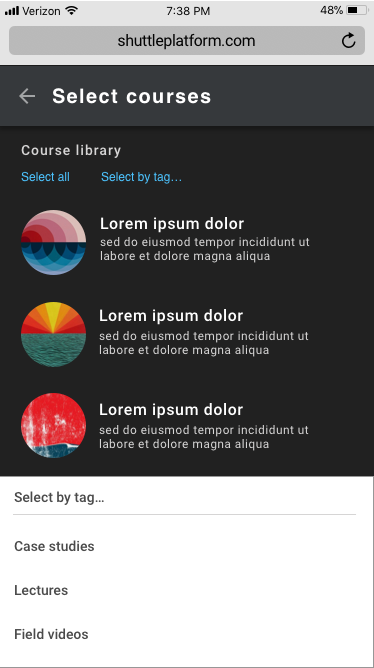 Verizon 7:38 PM 48%
shuttleplatform.com
Select courses
Course library
Select all Select by tag...
Lorem ipsum dolor
sed do eiusmod tempor incididunt ut
labore et dolore magna aliqua
Lorem ipsum dolor
sed do eiusmod tempor incididunt ut
labore et dolore magna aliqua
Lorem ipsum dolor
sed do eiusmod tempor incididunt ut
labore et dolore magna aliqua
Select by tag...
Case studies
Lectures
Field videos